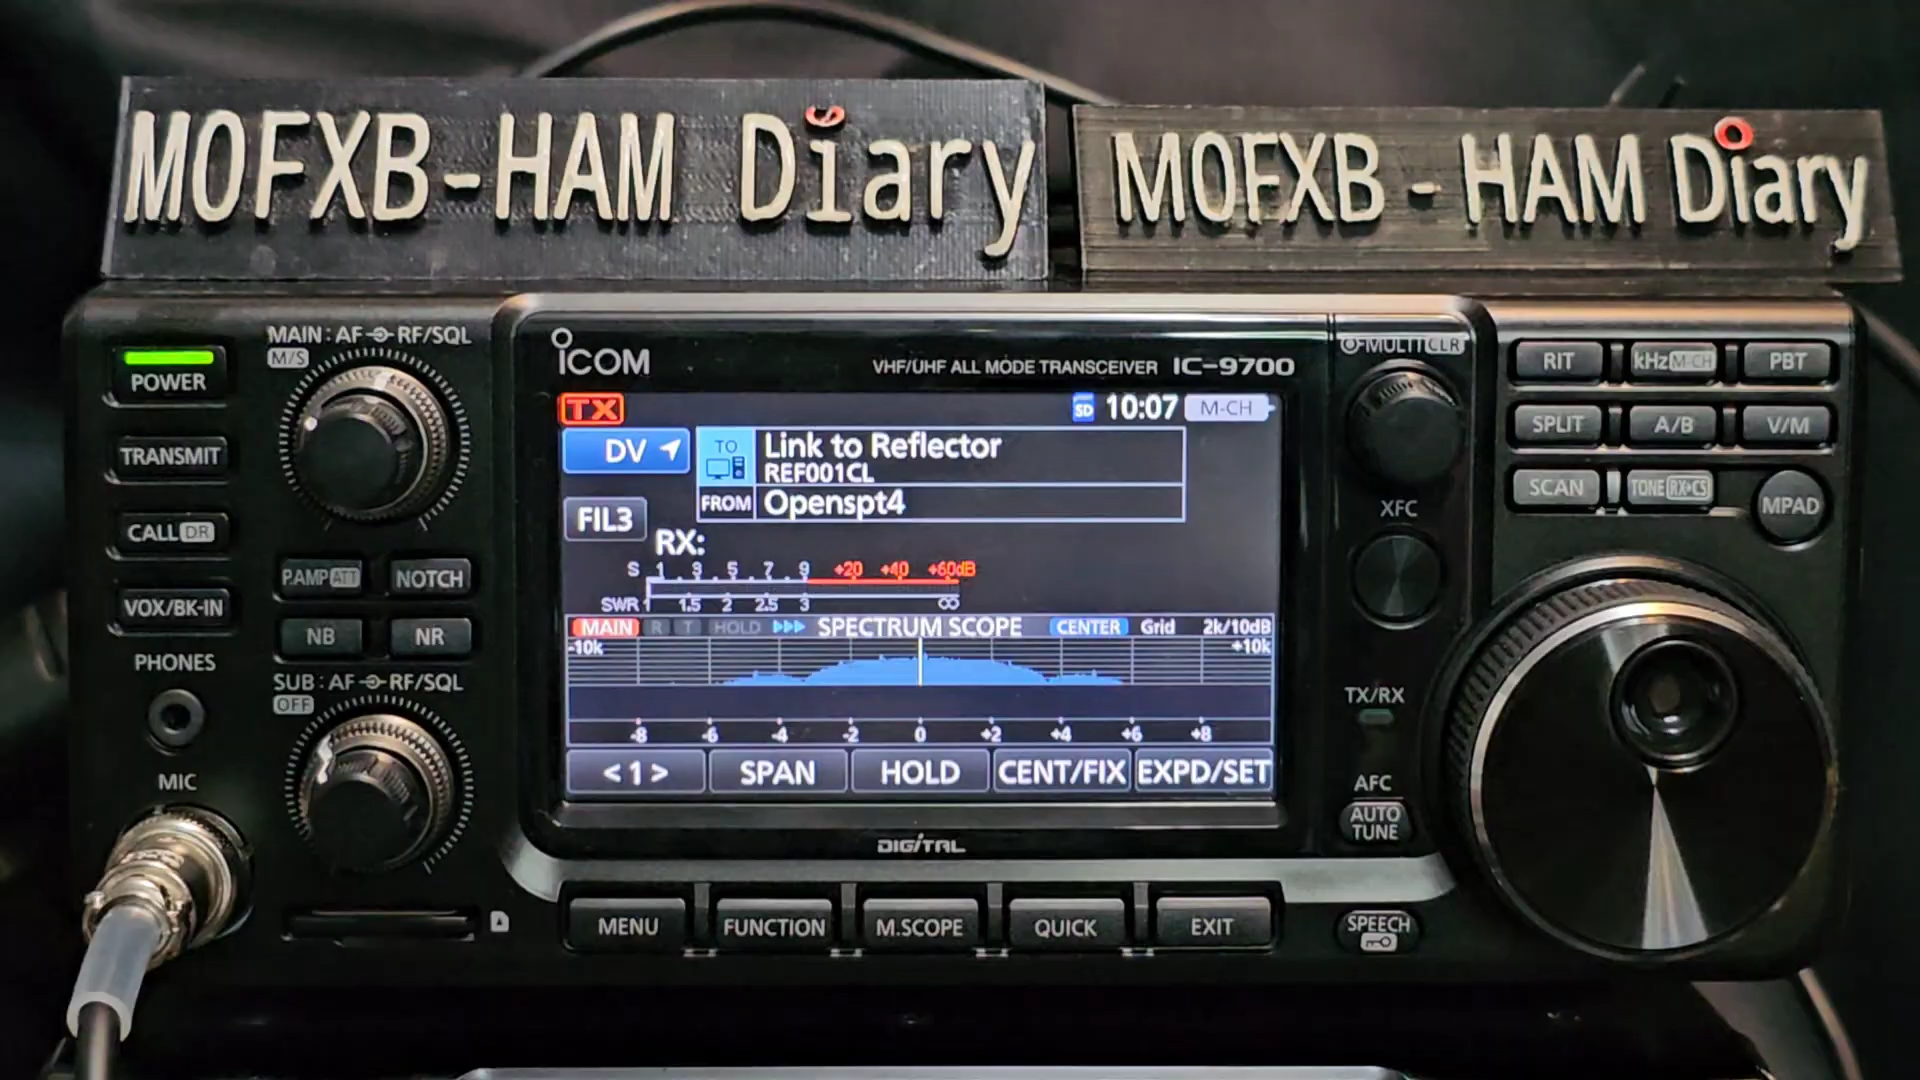 M0FXB-HAM Diary
M0FXB - HAM Diary
MAIN: AF RF/SQL
M/S
POWER
TRANSMIT
CALL DR
VOX/BK-IN
P.AMP ATT
NOTCH
NB
NR
PHONES
SUB: AF RF/SQL
OFF
MIC
ICOM
VHF/UHF ALL MODE TRANSCEIVER IC-9700
TX
SD 10:07 M-CH
DV
TO Link to Reflector
REF001CL
FROM Openspt4
FIL3
RX:
S 1 3 5 7 9 +20 +40 +60dB
SWR 1 1.5 2 2.5 3 ∞
MAIN R T HOLD SPECTRUM SCOPE CENTER Grid 2k/10dB
-10k +10k
-8 -6 -4 -2 0 +2 +4 +6 +8
<1> SPAN HOLD CENT/FIX EXPD/SET
DIGITAL
MENU FUNCTION M.SCOPE QUICK EXIT
MULTI CLR
XFC
TX/RX
AFC
AUTO TUNE
SPEECH
RIT kHz M-CH PBT
SPLIT A/B V/M
SCAN TONE RX▸CS MPAD